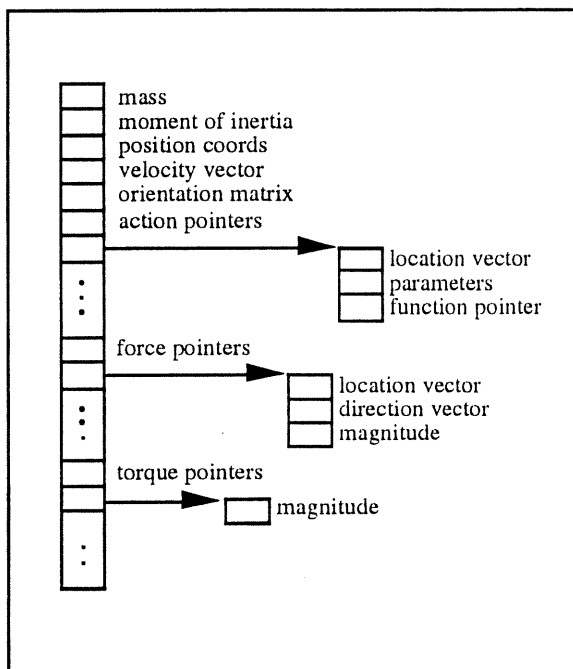 mass
moment of inertia
position coords
velocity vector
orientation matrix
action pointers
location vector
parameters
function pointer
force pointers
location vector
direction vector
magnitude
torque pointers
magnitude